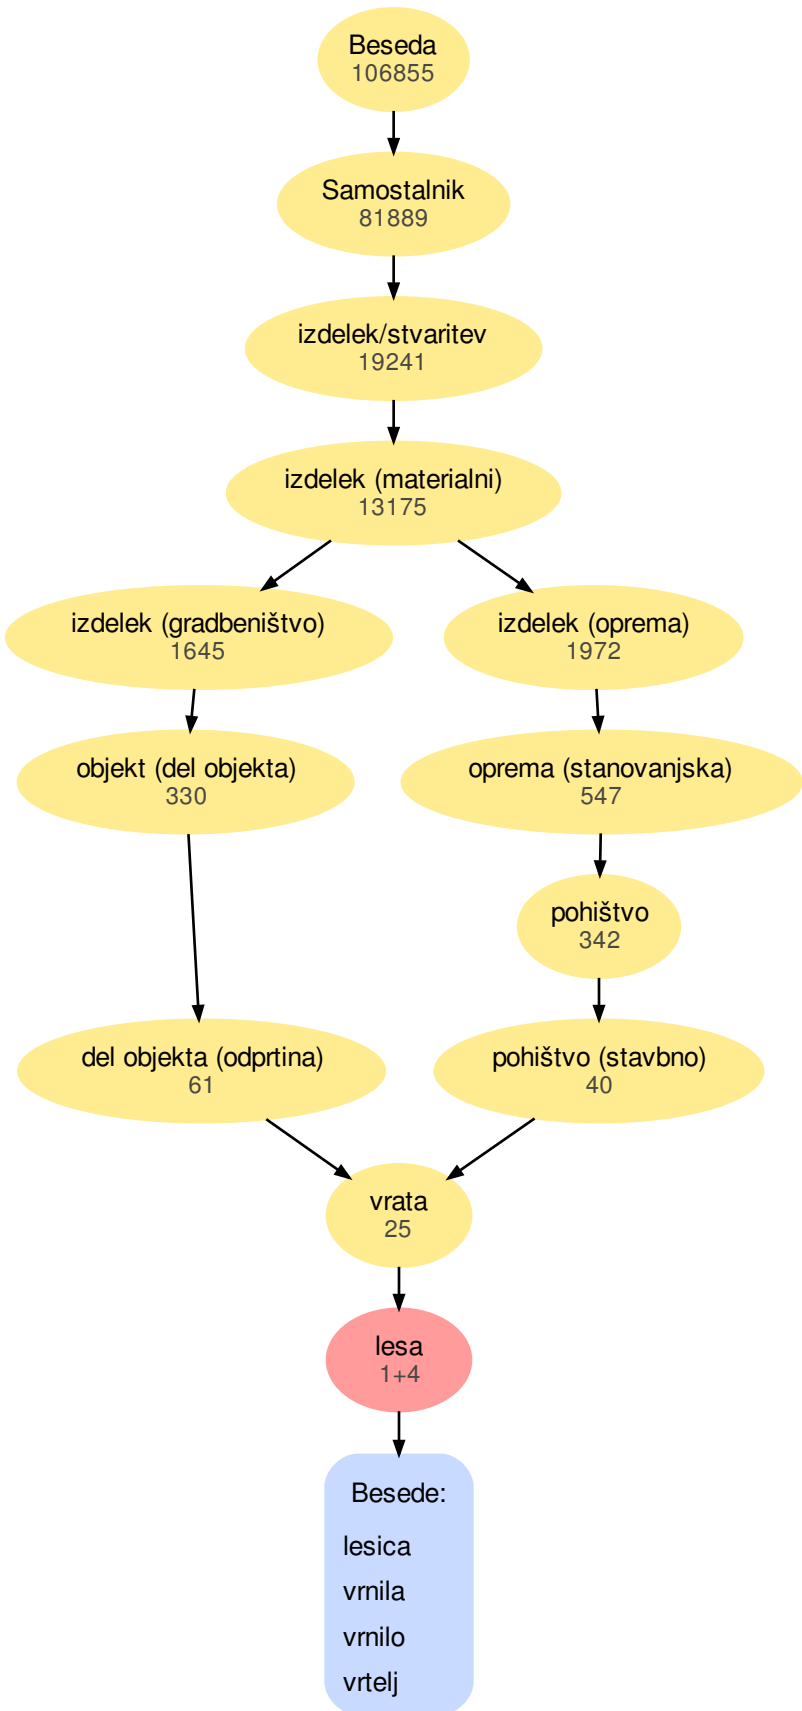 Beseda
106855
Samostalnik
81889
izdelek/stvaritev
19241
izdelek (materialni)
13175
izdelek (gradbeništvo)
1645
izdelek (oprema)
1972
objekt (del objekta)
330
oprema (stanovanjska)
547
pohištvo
342
del objekta (odprtina)
61
pohištvo (stavbno)
40
vrata
25
lesa
1+4
Besede:
lesica
vrnila
vrnilo
vrtelj